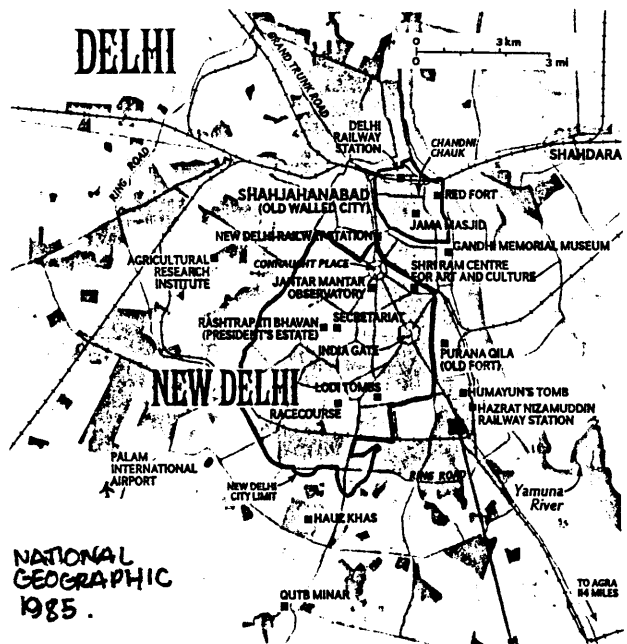 DELHI
GRAND TRUNK ROAD
0
3 km
0
3 mi
DELHI
RAILWAY
STATION
CHANDNI
CHAUK
SHAHDARA
RING ROAD
SHAHJAHANABAD
(OLD WALLED CITY)
RED FORT
JAMA MASJID
NEW DELHI RAILWAY STATION
GANDHI MEMORIAL MUSEUM
AGRICULTURAL
RESEARCH
INSTITUTE
CONNAUGHT PLACE
SHRI RAM CENTRE
FOR ART AND CULTURE
JANTAR MANTAR
OBSERVATORY
SECRETARIAT
RASHTRAPATI BHAVAN
(PRESIDENT'S ESTATE)
INDIA GATE
PURANA QILA
(OLD FORT)
NEW DELHI
LODI TOMBS
HUMAYUN'S TOMB
RACECOURSE
HAZRAT NIZAMUDDIN
RAILWAY STATION
PALAM
INTERNATIONAL
AIRPORT
NEW DELHI
CITY LIMIT
RING ROAD
Yamuna
River
HAUZ KHAS
NATIONAL
GEOGRAPHIC
1985.
QUTB MINAR
TO AGRA
114 MILES